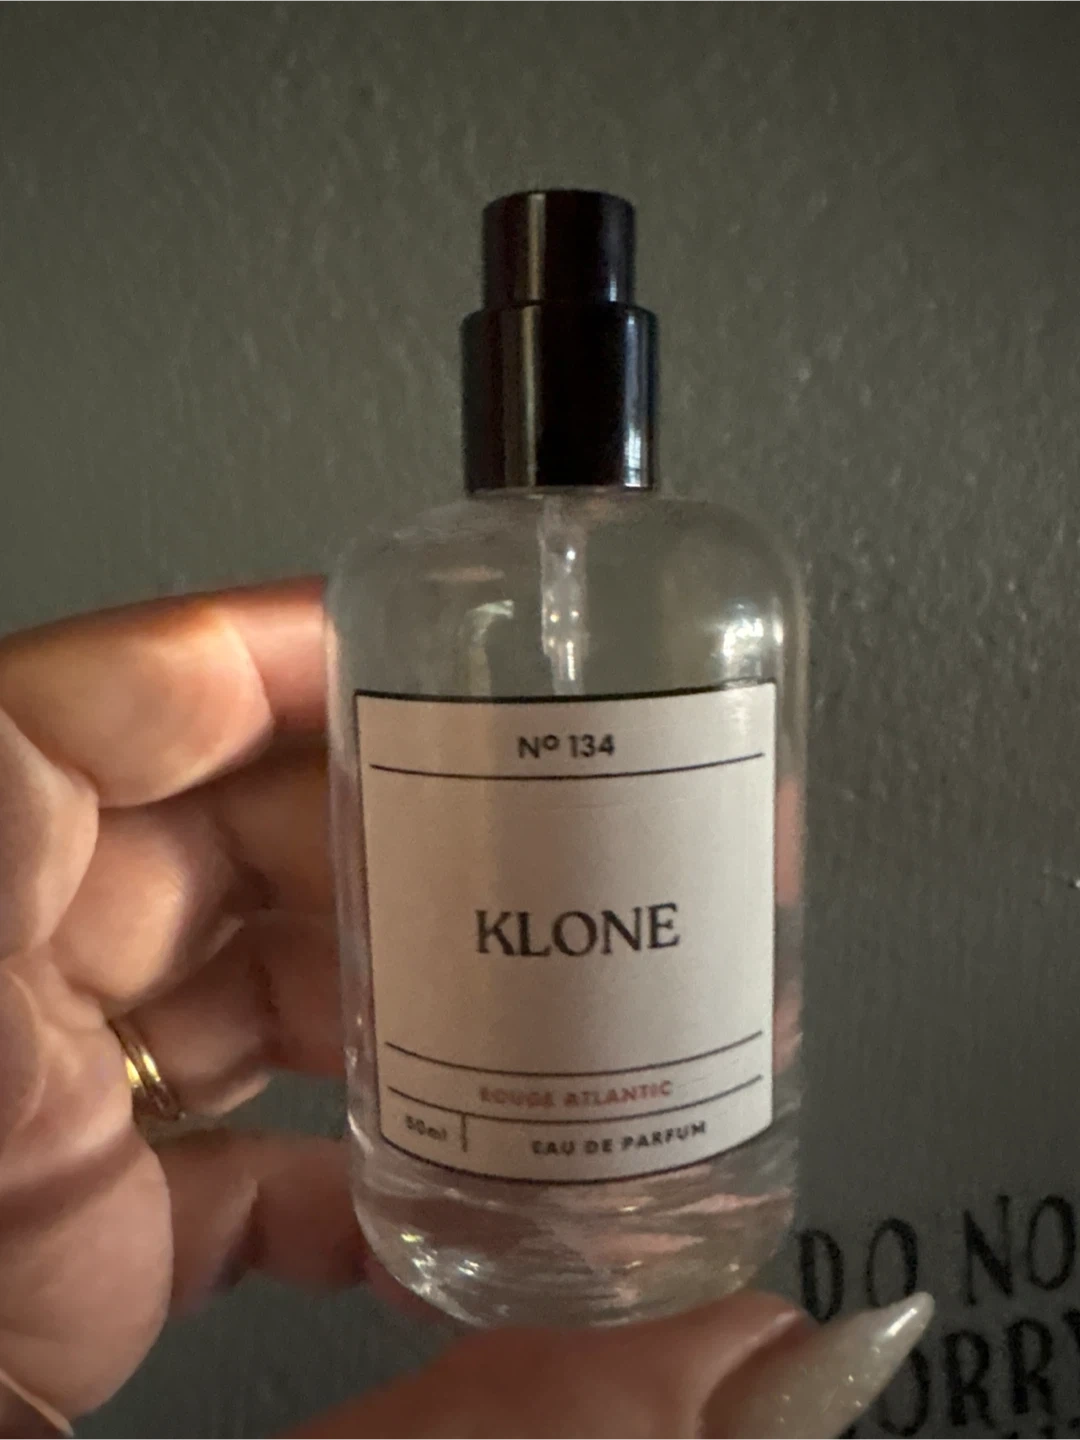 Nº 134
KLONE
ROUGE ATLANTIC
50ml
EAU DE PARFUM
DO NO
ORRY